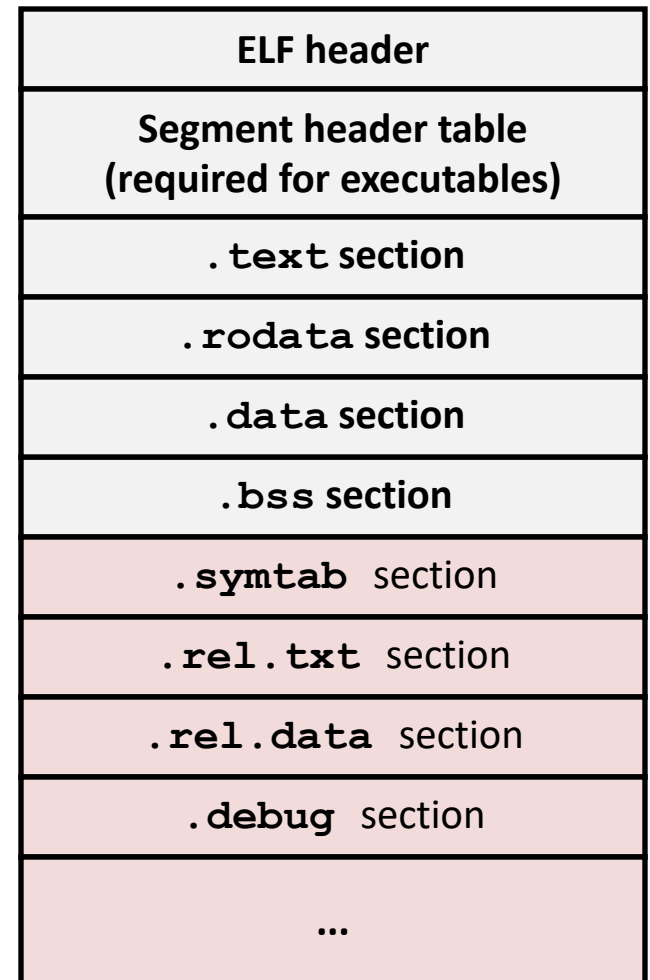 ELF header
Segment header table
(required for executables)
.text section
.rodata section
.data section
.bss section
.symtab section
.rel.txt section
.rel.data section
.debug section
...